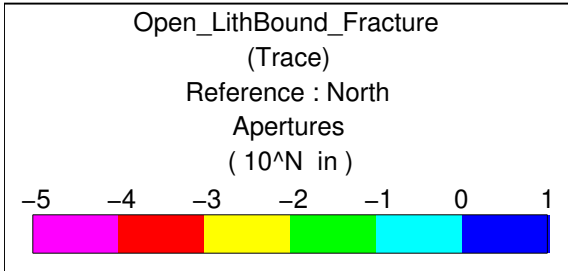 Open_LithBound_Fracture
(Trace)
Reference : North
Apertures
( 10^N in )
−5 −4 −3 −2 −1 0 1